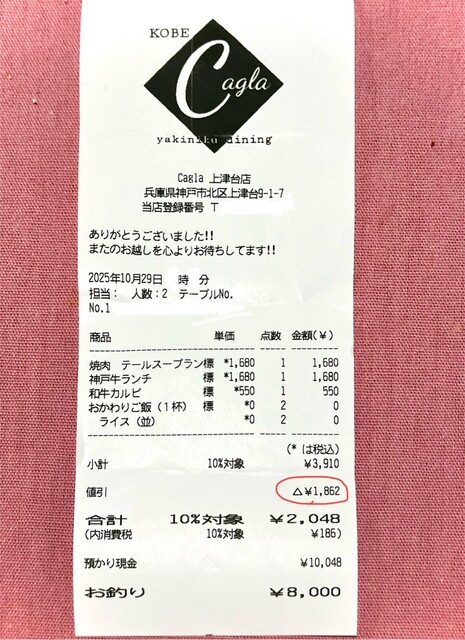 KOBE
Cagla
yakiniku dining
Cagla 上津台店
兵庫県神戸市北区上津台9-1-7
当店登録番号 T
ありがとうございました!!
またのお越しを心よりお待ちしてます!!
2025年10月29日 時 分
担当: 人数:2 テーブルNo.
No.1
商品 単価 点数 金額(¥)
焼肉 テールスープラン標 *1,680 1 1,680
神戸牛ランチ 標 *1,680 1 1,680
和牛カルビ 標 *550 1 550
おかわりご飯(1杯) 標 *0 2 0
ライス(並) *0 2 0
(* は税込)
小計 10%対象 ¥3,910
値引 △¥1,862
合計 10%対象 ¥2,048
(内消費税 10%対象 ¥186)
預かり現金 ¥10,048
お釣り ¥8,000